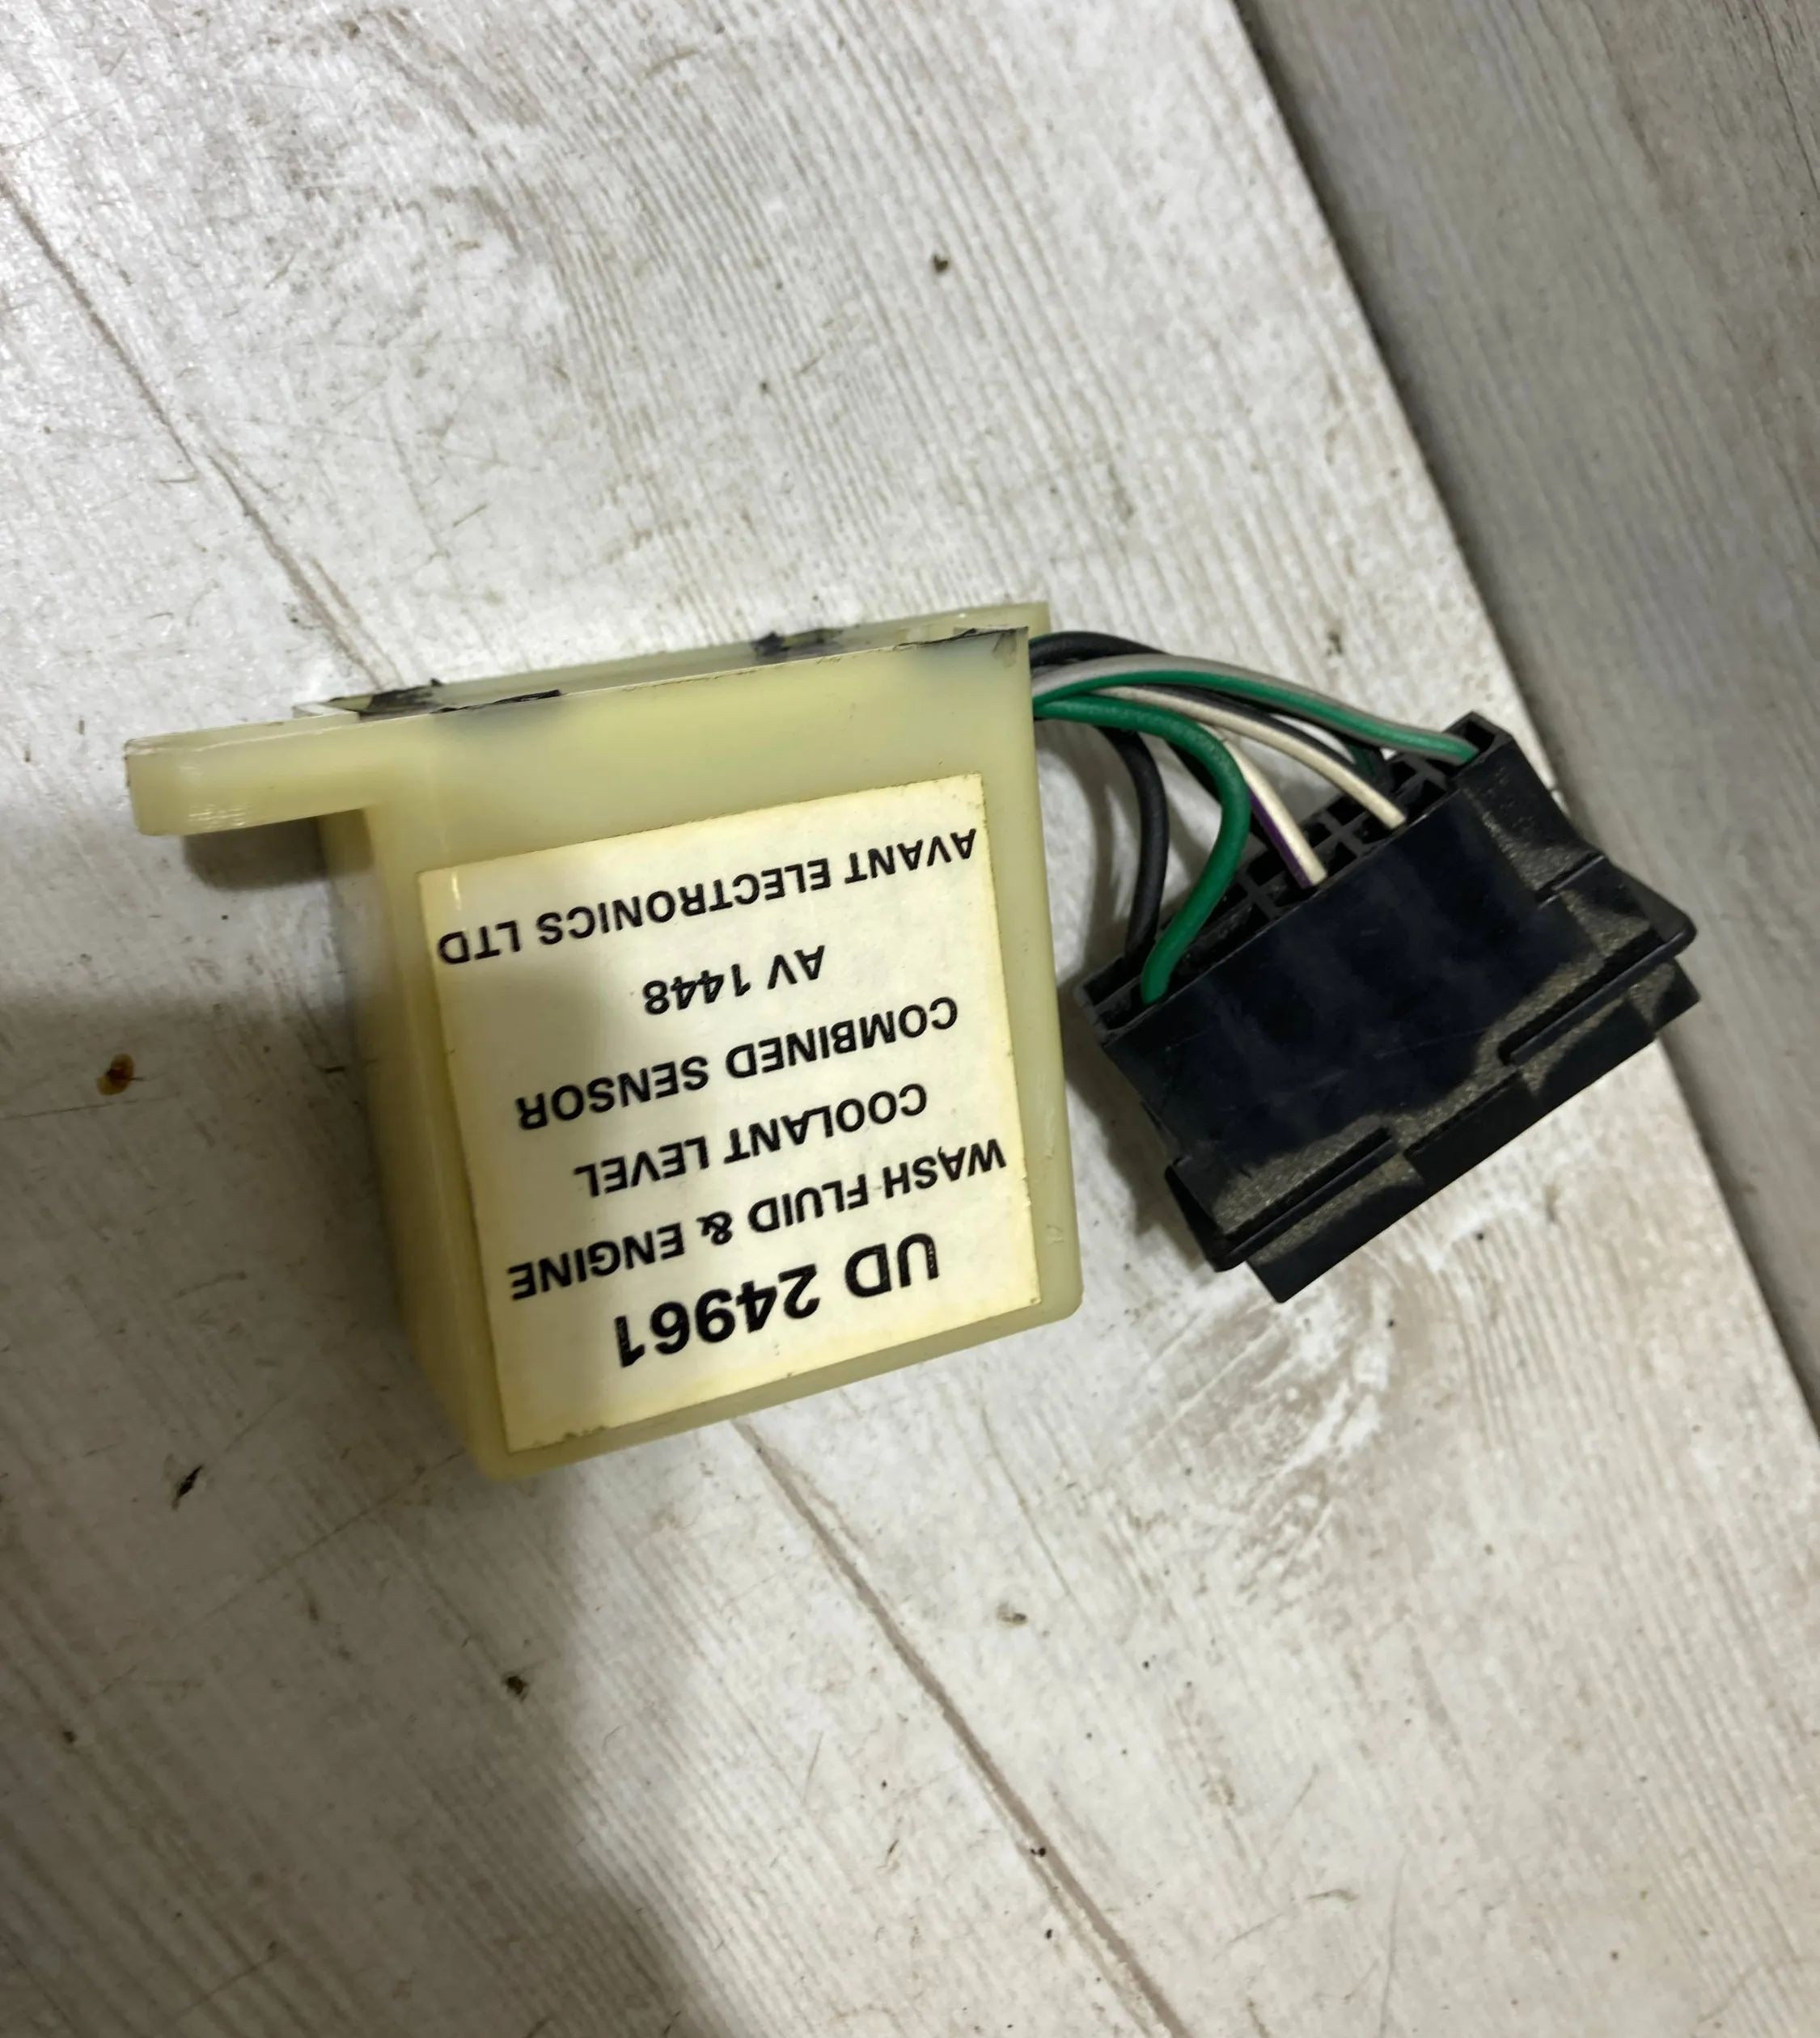 UD 24961
WASH FLUID & ENGINE
COOLANT LEVEL
COMBINED SENSOR
AV 1448
AVANT ELECTRONICS LTD